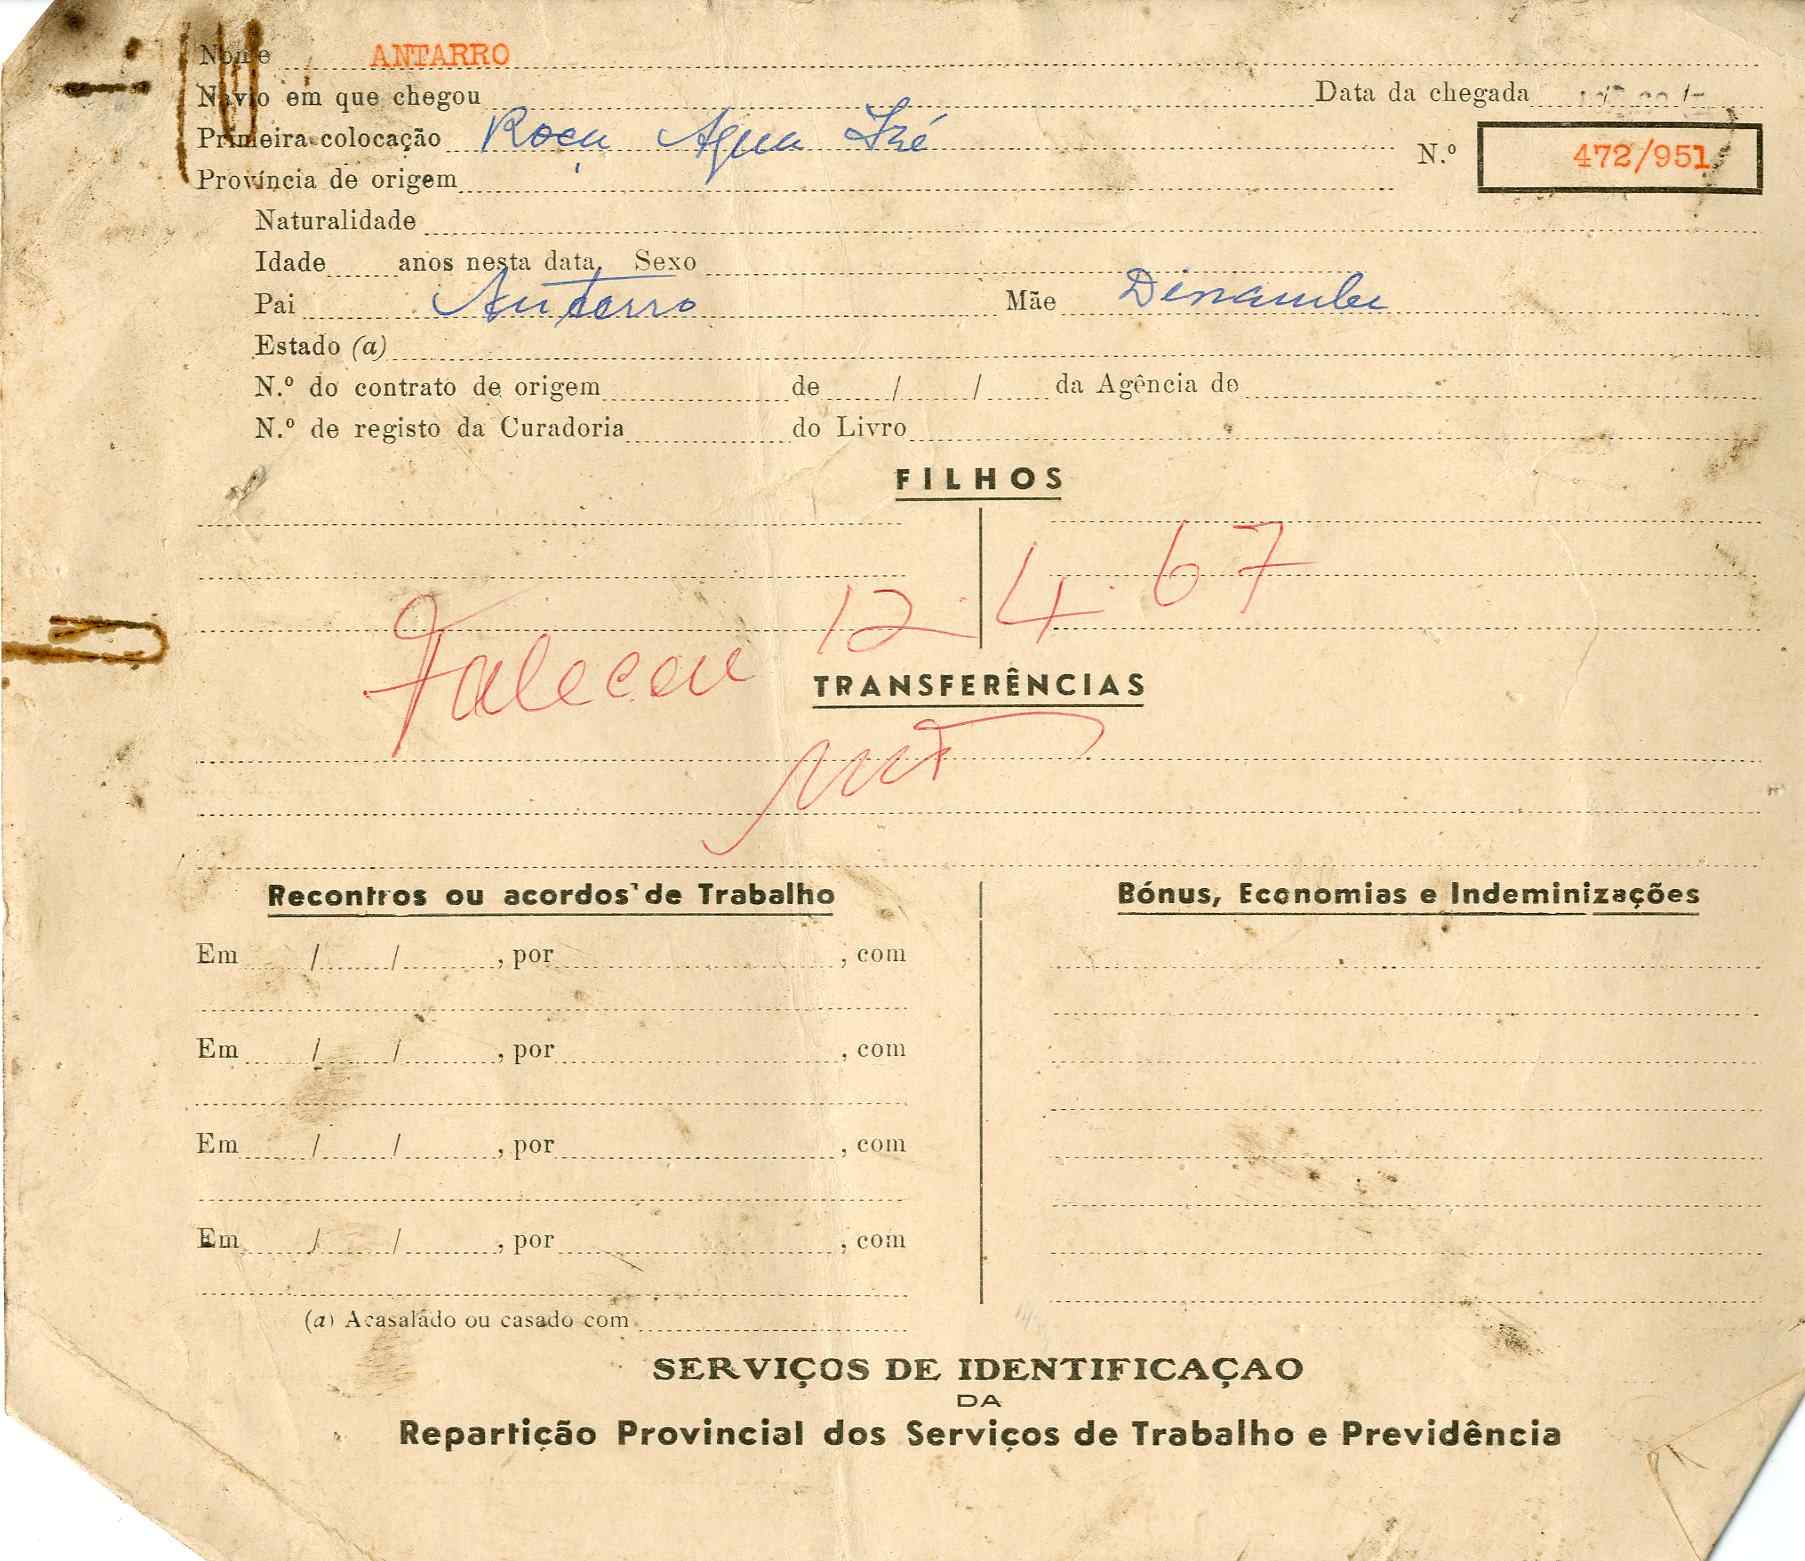 Nome ANTARRO
Navio em que chegou Data da chegada
Primeira colocação Roça Agua Izé N.º 472/951
Província de origem
Naturalidade
Idade anos nesta data, Sexo
Pai Antarro Mãe Dinambu
Estado (a)
N.º do contrato de origem de / / da Agência de
N.º de registo da Curadoria do Livro
FILHOS
Faleceu 12.4.67
TRANSFERÊNCIAS
Recontros ou acordos de Trabalho Bónus, Economias e Indeminizações
Em / / , por , com
Em / / , por , com
Em / / , por , com
Em / / , por , com
(a) Acasalado ou casado com
SERVIÇOS DE IDENTIFICAÇAO
DA
Repartição Provincial dos Serviços de Trabalho e Previdência